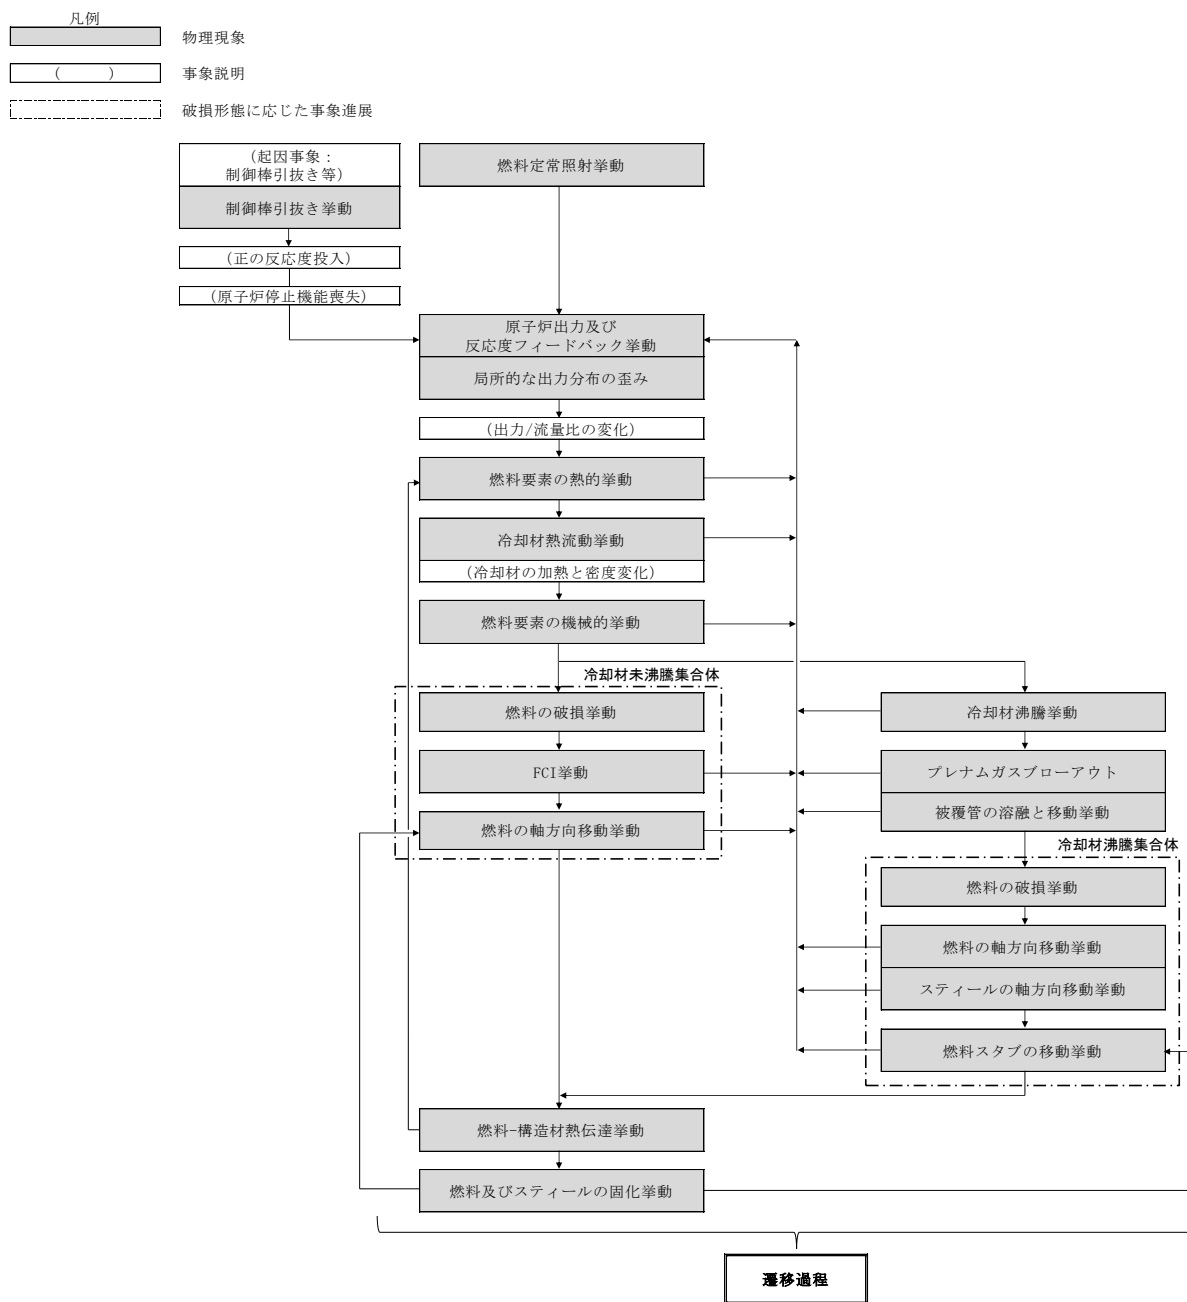 凡例
物理現象
(　　　)
事象説明
破損形態に応じた事象進展
(起因事象：
制御棒引抜き等)
燃料定常照射挙動
制御棒引抜き挙動
(正の反応度投入)
(原子炉停止機能喪失)
原子炉出力及び
反応度フィードバック挙動
局所的な出力分布の歪み
(出力/流量比の変化)
燃料要素の熱的挙動
冷却材熱流動挙動
(冷却材の加熱と密度変化)
燃料要素の機械的挙動
冷却材未沸騰集合体
燃料の破損挙動
冷却材沸騰挙動
FCI挙動
プレナムガスブローアウト
被覆管の溶融と移動挙動
燃料の軸方向移動挙動
冷却材沸騰集合体
燃料の破損挙動
燃料の軸方向移動挙動
スティールの軸方向移動挙動
燃料スタブの移動挙動
燃料-構造材熱伝達挙動
燃料及びスティールの固化挙動
遷移過程